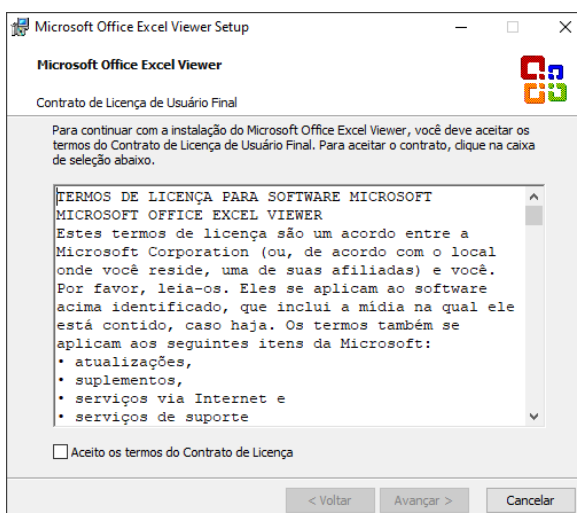 Microsoft Office Excel Viewer Setup
Microsoft Office Excel Viewer
Contrato de Licença de Usuário Final
Para continuar com a instalação do Microsoft Office Excel Viewer, você deve aceitar os
termos do Contrato de Licença de Usuário Final. Para aceitar o contrato, clique na caixa
de seleção abaixo.
TERMOS DE LICENÇA PARA SOFTWARE MICROSOFT
MICROSOFT OFFICE EXCEL VIEWER
Estes termos de licença são um acordo entre a
Microsoft Corporation (ou, de acordo com o local
onde você reside, uma de suas afiliadas) e você.
Por favor, leia-os. Eles se aplicam ao software
acima identificado, que inclui a mídia na qual ele
está contido, caso haja. Os termos também se
aplicam aos seguintes itens da Microsoft:
• atualizações,
• suplementos,
• serviços via Internet e
• serviços de suporte
Aceito os termos do Contrato de Licença
< Voltar
Avançar >
Cancelar